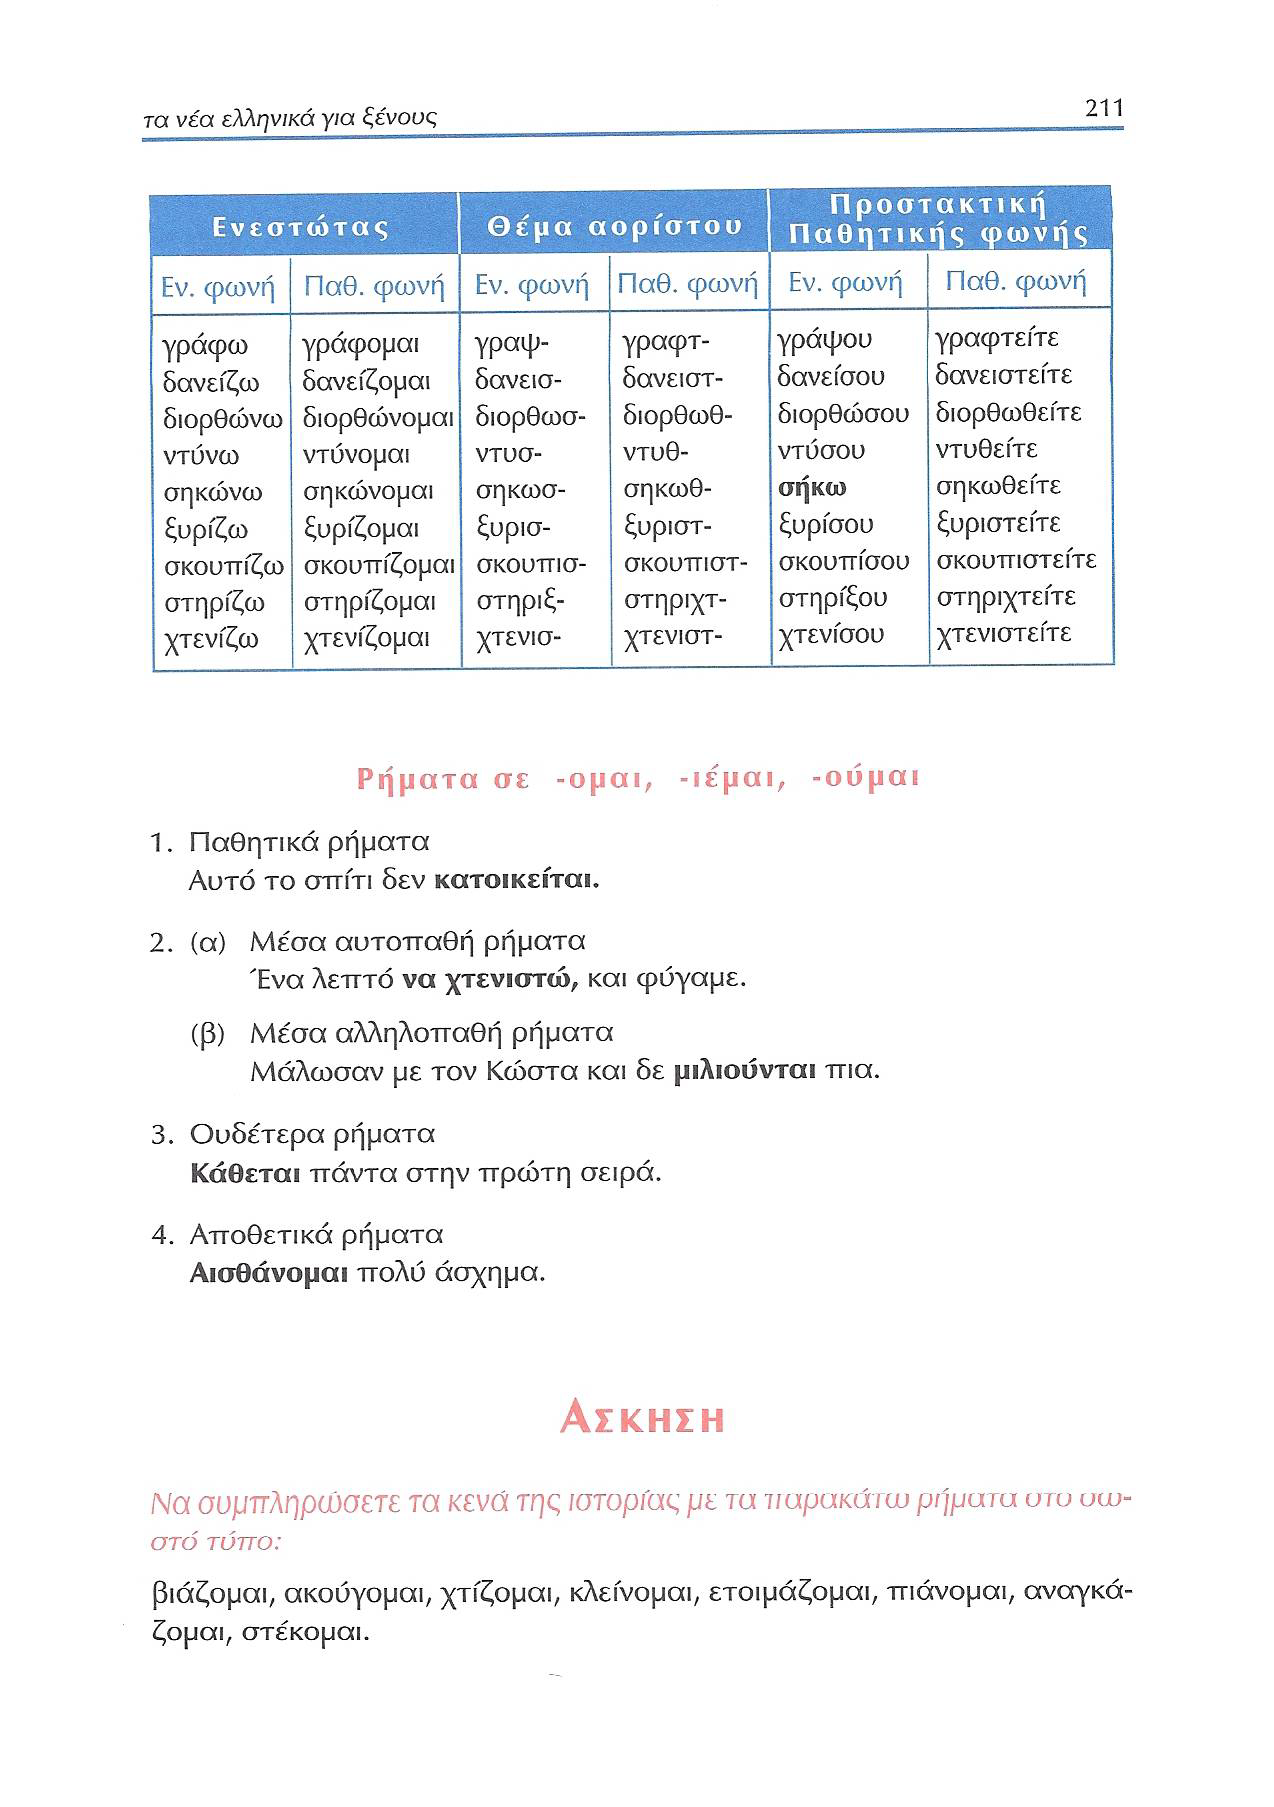 τα νέα ελληνικά για ξένους 211
Ενεστώτας Θέμα αορίστου Προστακτική
Παθητικής φωνής
Εν. φωνή Παθ. φωνή Εν. φωνή Παθ. φωνή Εν. φωνή Παθ. φωνή
γράφω γράφομαι γραψ- γραφτ- γράψου γραφτείτε
δανείζω δανείζομαι δανεισ- δανειστ- δανείσου δανειστείτε
διορθώνω διορθώνομαι διορθωσ- διορθωθ- διορθώσου διορθωθείτε
ντύνω ντύνομαι ντυσ- ντυθ- ντύσου ντυθείτε
σηκώνω σηκώνομαι σηκωσ- σηκωθ- σήκω σηκωθείτε
ξυρίζω ξυρίζομαι ξυρισ- ξυριστ- ξυρίσου ξυριστείτε
σκουπίζω σκουπίζομαι σκουπισ- σκουπιστ- σκουπίσου σκουπιστείτε
στηρίζω στηρίζομαι στηριξ- στηριχτ- στηρίξου στηριχτείτε
χτενίζω χτενίζομαι χτενισ- χτενιστ- χτενίσου χτενιστείτε
Ρήματα σε -ομαι, -ιέμαι, -ούμαι
1. Παθητικά ρήματα
Αυτό το σπίτι δεν κατοικείται.
2. (α) Μέσα αυτοπαθή ρήματα
Ένα λεπτό να χτενιστώ, και φύγαμε.
(β) Μέσα αλληλοπαθή ρήματα
Μάλωσαν με τον Κώστα και δε μιλιούνται πια.
3. Ουδέτερα ρήματα
Κάθεται πάντα στην πρώτη σειρά.
4. Αποθετικά ρήματα
Αισθάνομαι πολύ άσχημα.
ΑΣΚΗΣΗ
Να συμπληρώσετε τα κενά της ιστορίας με τα παρακάτω ρήματα στο σω-
στό τύπο:
βιάζομαι, ακούγομαι, χτίζομαι, κλείνομαι, ετοιμάζομαι, πιάνομαι, αναγκά-
ζομαι, στέκομαι.